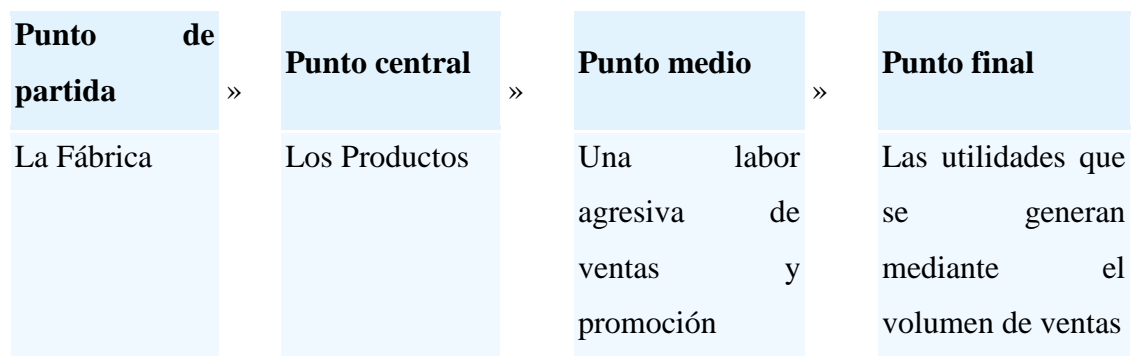 Punto de
partida
»
Punto central
»
Punto medio
»
Punto final
La Fábrica
Los Productos
Una labor
agresiva de
ventas y
promoción
Las utilidades que
se generan
mediante el
volumen de ventas